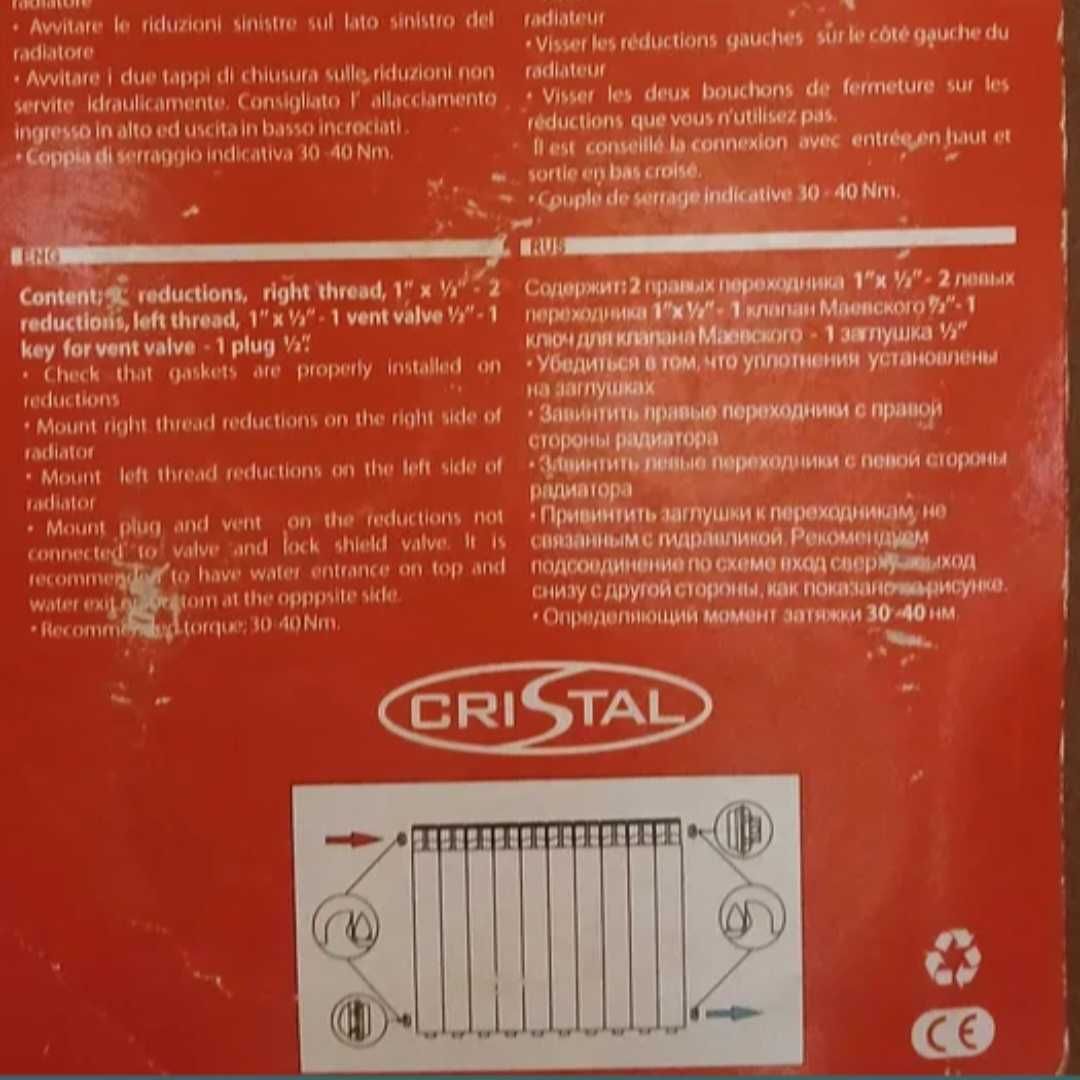 radiatore
• Avvitare le riduzioni sinistre sul lato sinistro del
radiatore
• Avvitare i due tappi di chiusura sulle riduzioni non
servite idraulicamente. Consigliato l' allacciamento
ingresso in alto ed uscita in basso incrociati.
• Coppia di serraggio indicativa 30 -40 Nm.
radiateur
• Visser les réductions gauches sur le côté gauche du
radiateur
• Visser les deux bouchons de fermeture sur les
réductions que vous n'utilisez pas.
Il est conseillé la connexion avec entrée en haut et
sortie en bas croisé.
• Couple de serrage indicative 30 - 40 Nm.
ENG
Content: reductions, right thread, 1" x ½" - 2
reductions, left thread, 1" x ½" - 1 vent valve ½" - 1
key for vent valve - 1 plug ½".
• Check that gaskets are properly installed on
reductions
• Mount right thread reductions on the right side of
radiator
• Mount left thread reductions on the left side of
radiator
• Mount plug and vent on the reductions not
connected to valve and lock shield valve. It is
to have water entrance on top and
water exit at the opppsite side.
• torque: 30-40 Nm.
RUS
Содержит: 2 правых переходника 1"x ½" - 2 левых
переходника 1"x ½" - 1 клапан Маевского ½" - 1
ключ для клапана Маевского - 1 заглушка ½"
• Убедиться в том, что уплотнения установлены
на заглушках
• Завинтить правые переходники с правой
стороны радиатора
• Завинтить левые переходники с левой стороны
радиатора
• Привинтить заглушки к переходникам, не
связанным с гидравликой. Рекомендуем
подсоединение по схеме вход
снизу с другой стороны, как рисунке.
• Определяющий момент затяжки 30 -40 нм.
CRISTAL
CE